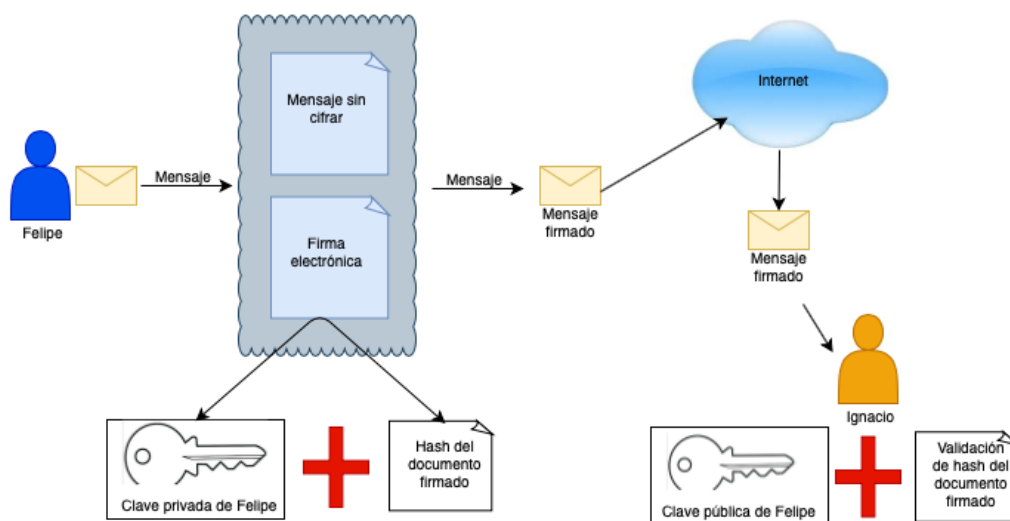 Mensaje sin
cifrar
Internet
Mensaje
Mensaje
Felipe
Firma
electrónica
Mensaje
firmado
Mensaje
firmado
Ignacio
Hash del
documento
firmado
Clave privada de Felipe
Validación
de hash del
documento
firmado
Clave pública de Felipe